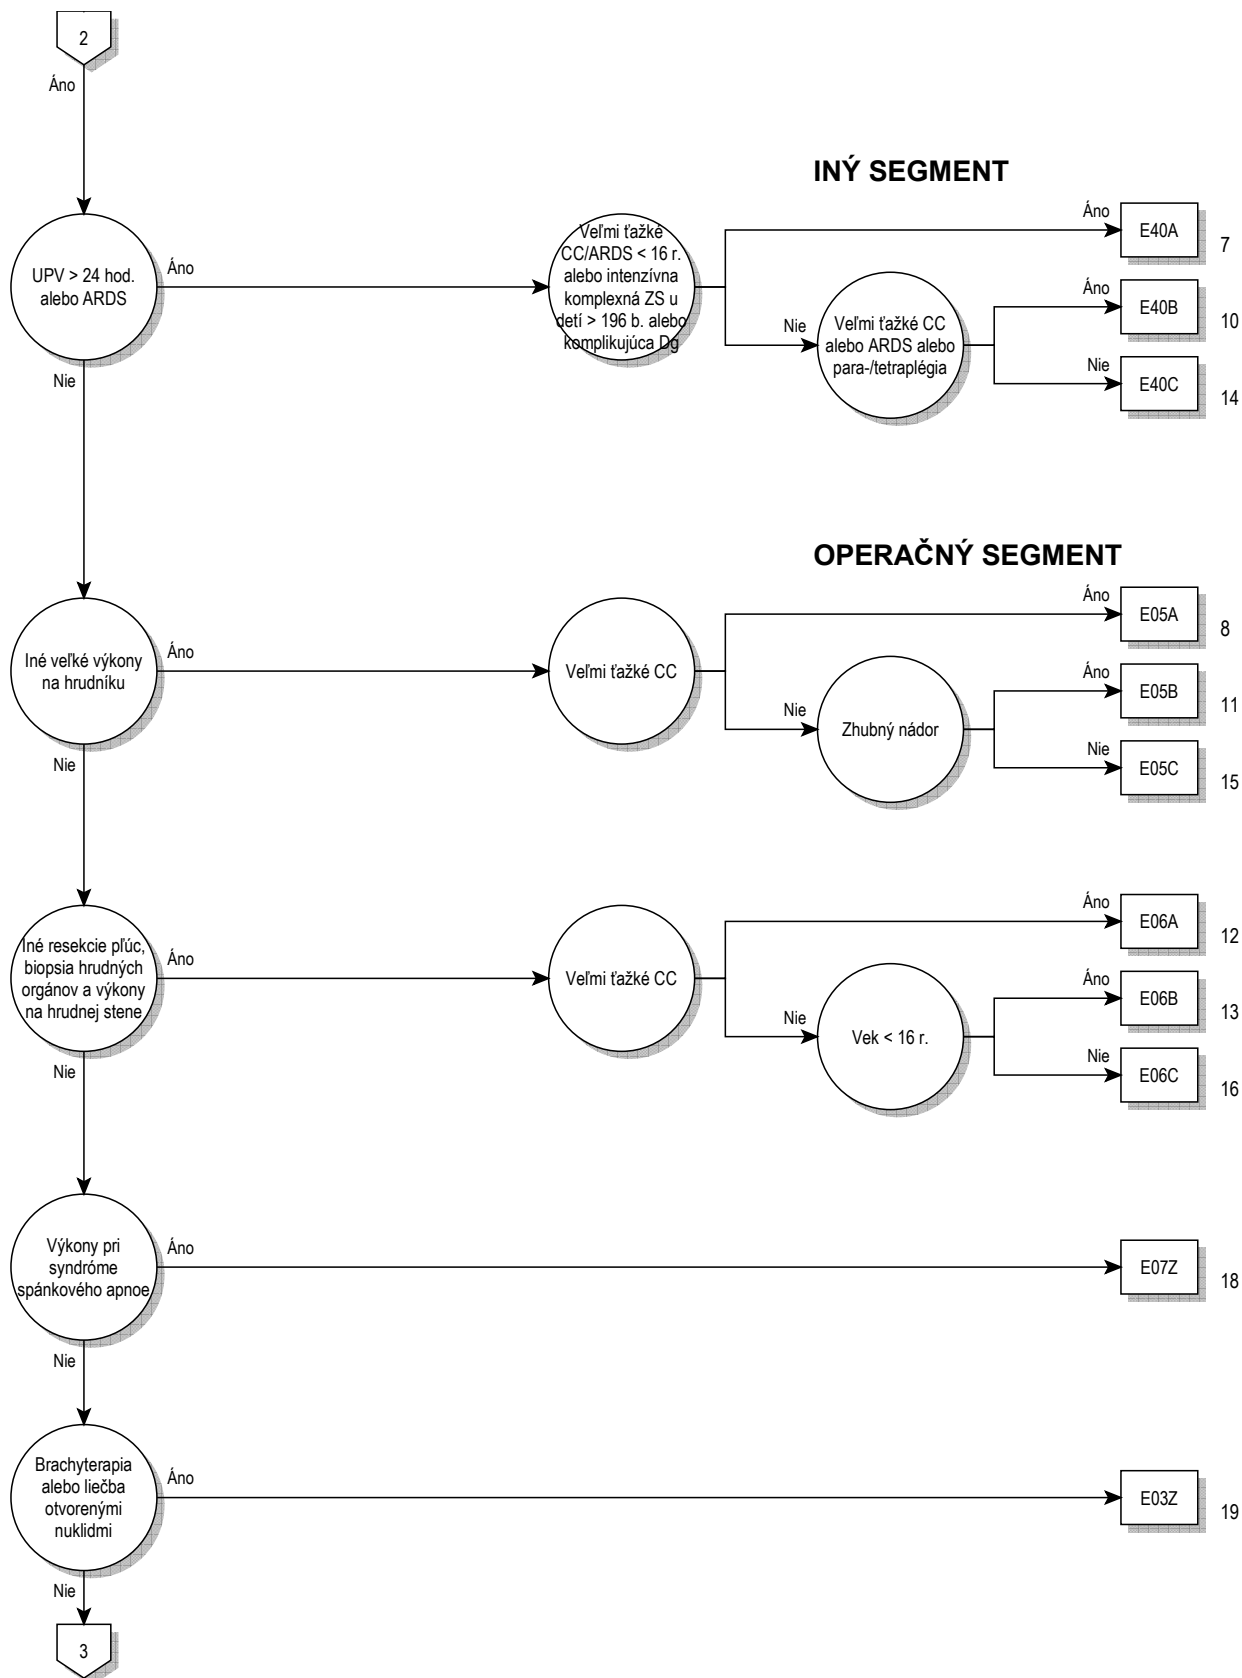 2
Áno
INÝ SEGMENT
UPV > 24 hod.
alebo ARDS
Áno
Nie
Veľmi ťažké
CC/ARDS < 16 r.
alebo intenzívna
komplexná ZS u
detí > 196 b. alebo
komplikujúca Dg
Áno
E40A
7
Nie
Veľmi ťažké CC
alebo ARDS alebo
para-/tetraplégia
Áno
E40B
10
Nie
E40C
14
OPERAČNÝ SEGMENT
Iné veľké výkony
na hrudníku
Áno
Nie
Veľmi ťažké CC
Áno
E05A
8
Nie
Zhubný nádor
Áno
E05B
11
Nie
E05C
15
Iné resekcie pľúc,
biopsia hrudných
orgánov a výkony
na hrudnej stene
Áno
Nie
Veľmi ťažké CC
Áno
E06A
12
Nie
Vek < 16 r.
Áno
E06B
13
Nie
E06C
16
Výkony pri
syndróme
spánkového apnoe
Áno
E07Z
18
Nie
Brachyterapia
alebo liečba
otvorenými
nuklidmi
Áno
E03Z
19
Nie
3